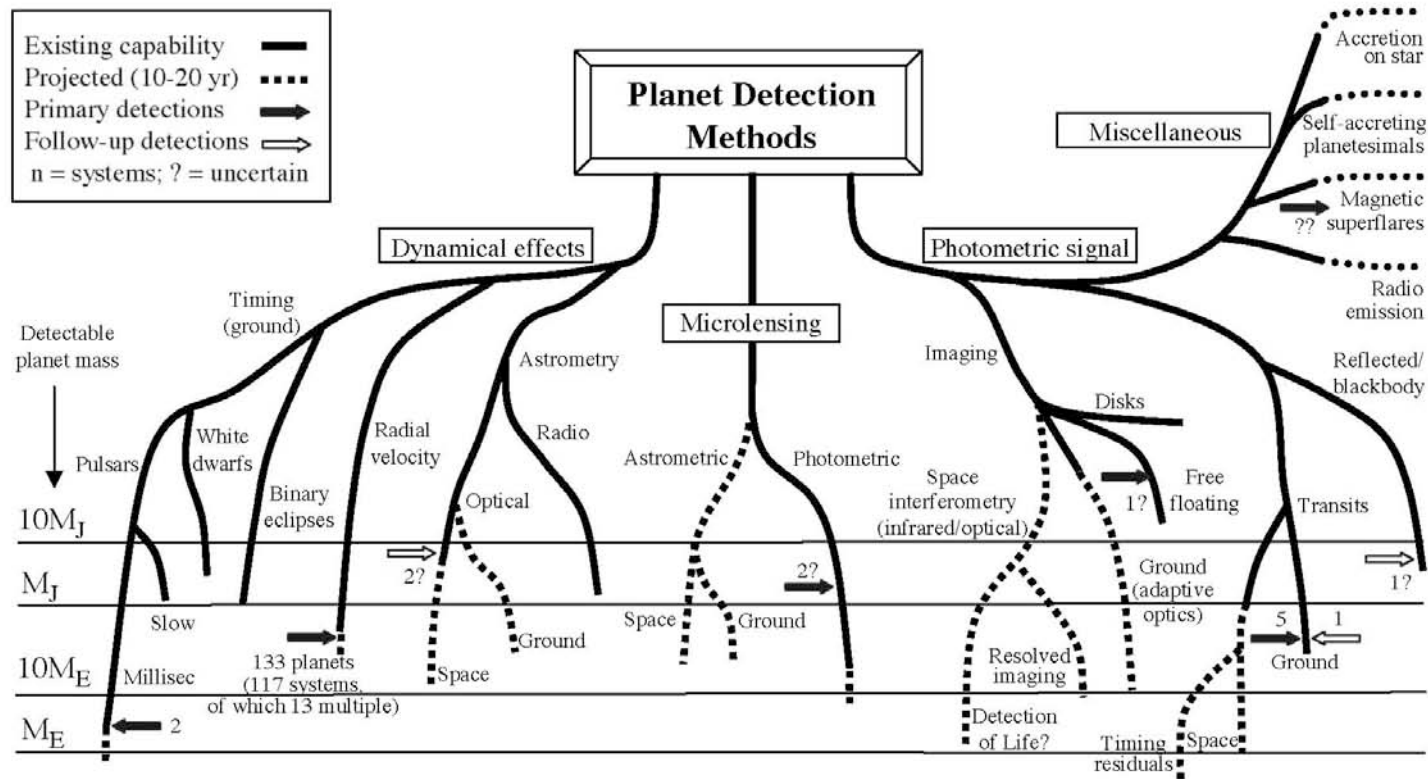 Existing capability
Projected (10-20 yr)
Primary detections
Follow-up detections
n = systems; ? = uncertain
Planet Detection
Methods
Miscellaneous
Accretion
on star
Self-accreting
planetesimals
Magnetic
superflares
??
Radio
emission
Dynamical effects
Photometric signal
Microlensing
Timing
(ground)
Detectable
planet mass
Astrometry
Imaging
Reflected/
blackbody
Pulsars
White
dwarfs
Radial
velocity
Radio
Astrometric
Photometric
Disks
Binary
eclipses
Optical
Space
interferometry
(infrared/optical)
1?
Free
floating
Transits
10MJ
2?
2?
1?
MJ
Slow
Ground
(adaptive
optics)
Space
Ground
Ground
5
1
Ground
133 planets
(117 systems,
of which 13 multiple)
Space
Resolved
imaging
10ME
Millisec
ME
2
Detection
of Life?
Timing
residuals
Space